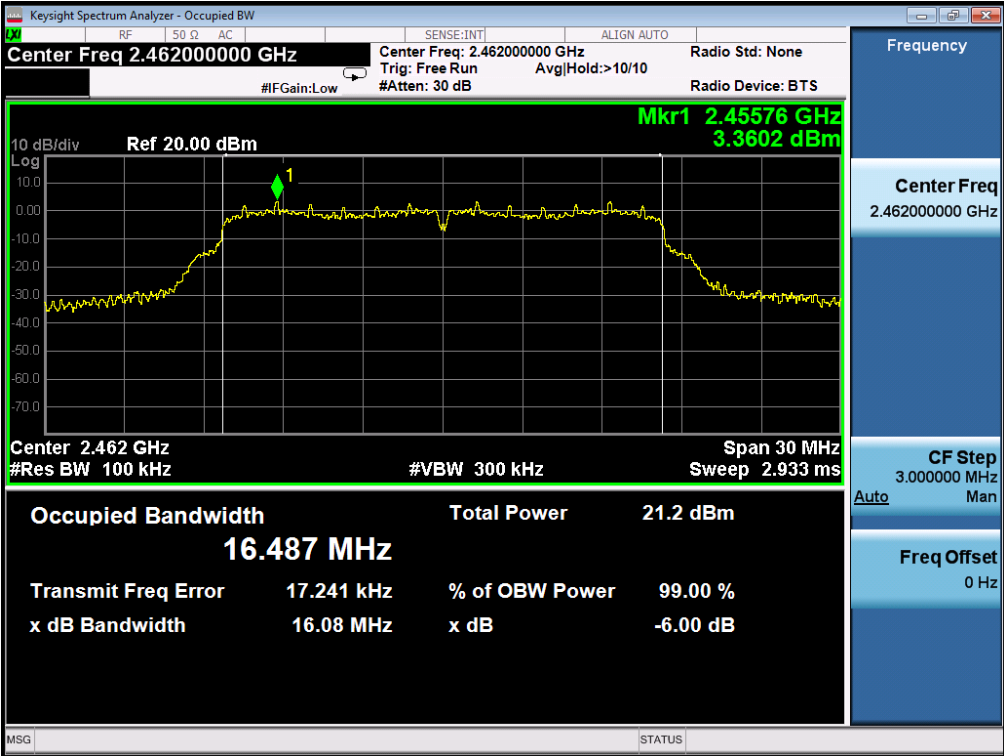 Keysight Spectrum Analyzer - Occupied BW
LXI RF 50 Ω AC SENSE:INT ALIGN AUTO
Center Freq 2.462000000 GHz
Center Freq: 2.462000000 GHz
Radio Std: None
Trig: Free Run Avg|Hold:>10/10
#IFGain:Low #Atten: 30 dB Radio Device: BTS
Mkr1 2.45576 GHz
3.3602 dBm
10 dB/div Ref 20.00 dBm
Log
1
10.0
0.00
-10.0
-20.0
-30.0
-40.0
-50.0
-60.0
-70.0
Center 2.462 GHz Span 30 MHz
#Res BW 100 kHz #VBW 300 kHz Sweep 2.933 ms
Occupied Bandwidth Total Power 21.2 dBm
16.487 MHz
Transmit Freq Error 17.241 kHz % of OBW Power 99.00 %
x dB Bandwidth 16.08 MHz x dB -6.00 dB
MSG STATUS
Frequency
Center Freq
2.462000000 GHz
CF Step
3.000000 MHz
Auto Man
Freq Offset
0 Hz